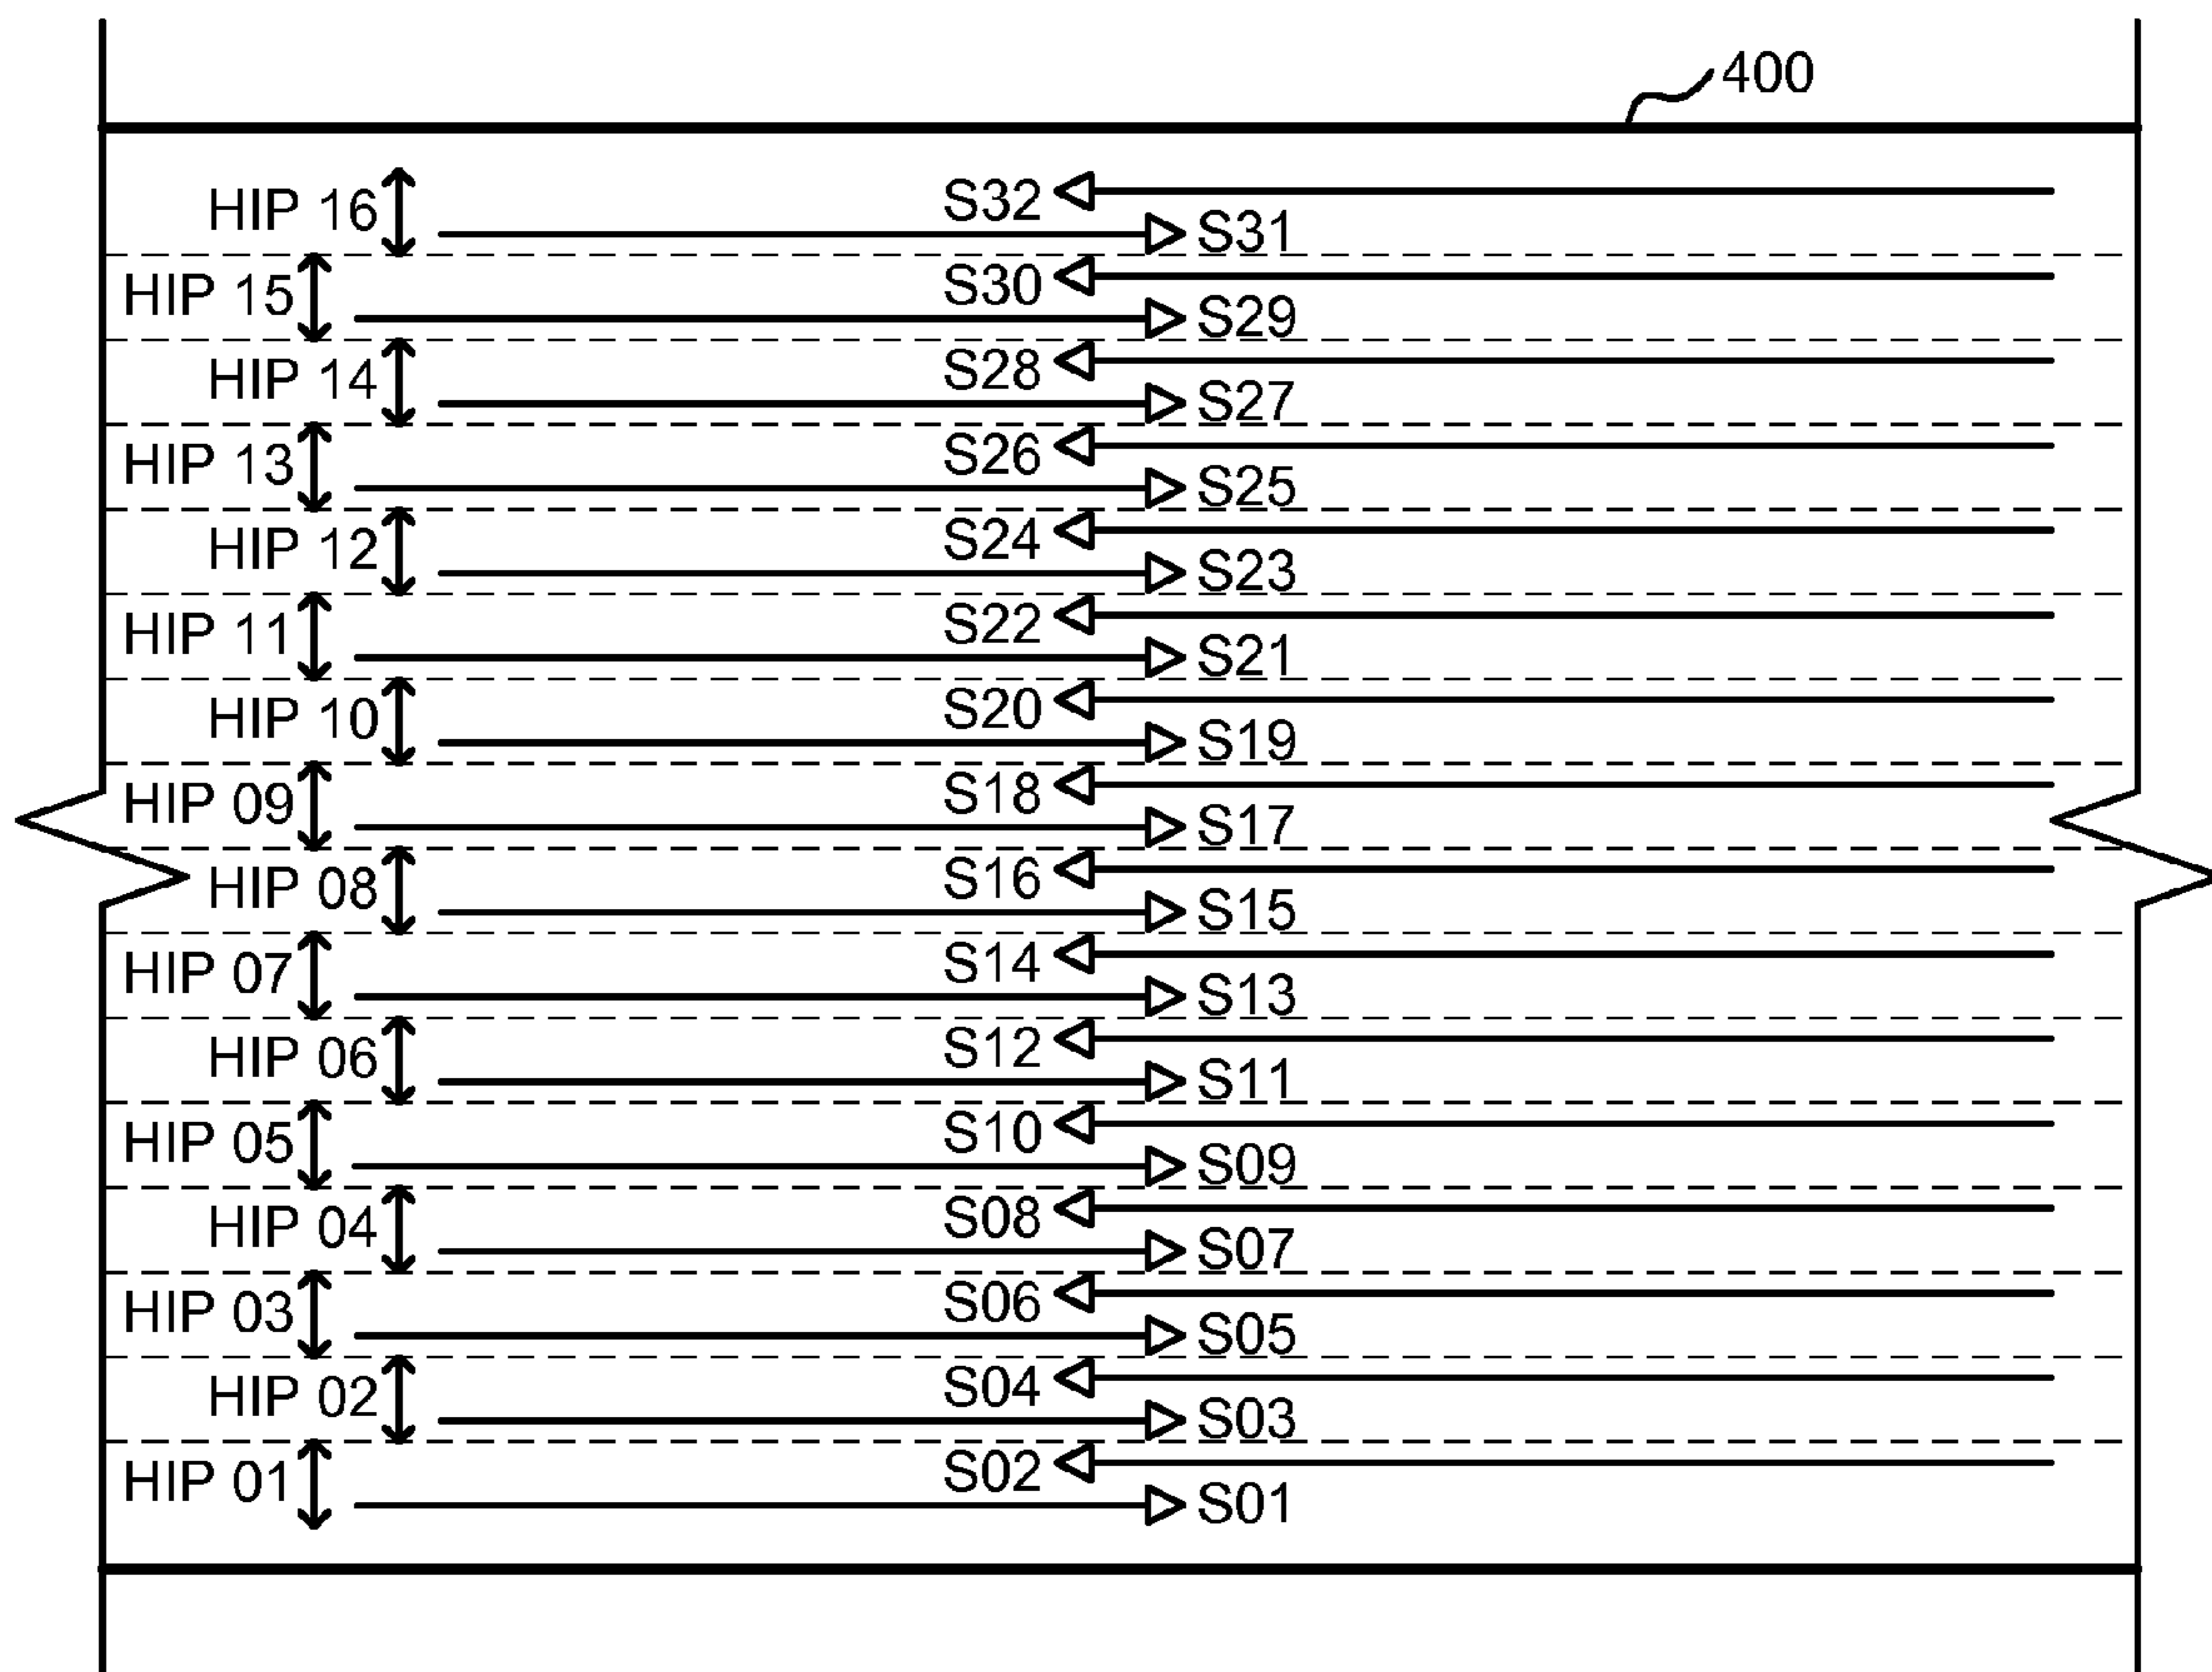 400
HIP 16 S32
S31
HIP 15 S30
S29
HIP 14 S28
S27
HIP 13 S26
S25
HIP 12 S24
S23
HIP 11 S22
S21
HIP 10 S20
S19
HIP 09 S18
S17
HIP 08 S16
S15
HIP 07 S14
S13
HIP 06 S12
S11
HIP 05 S10
S09
HIP 04 S08
S07
HIP 03 S06
S05
HIP 02 S04
S03
HIP 01 S02
S01